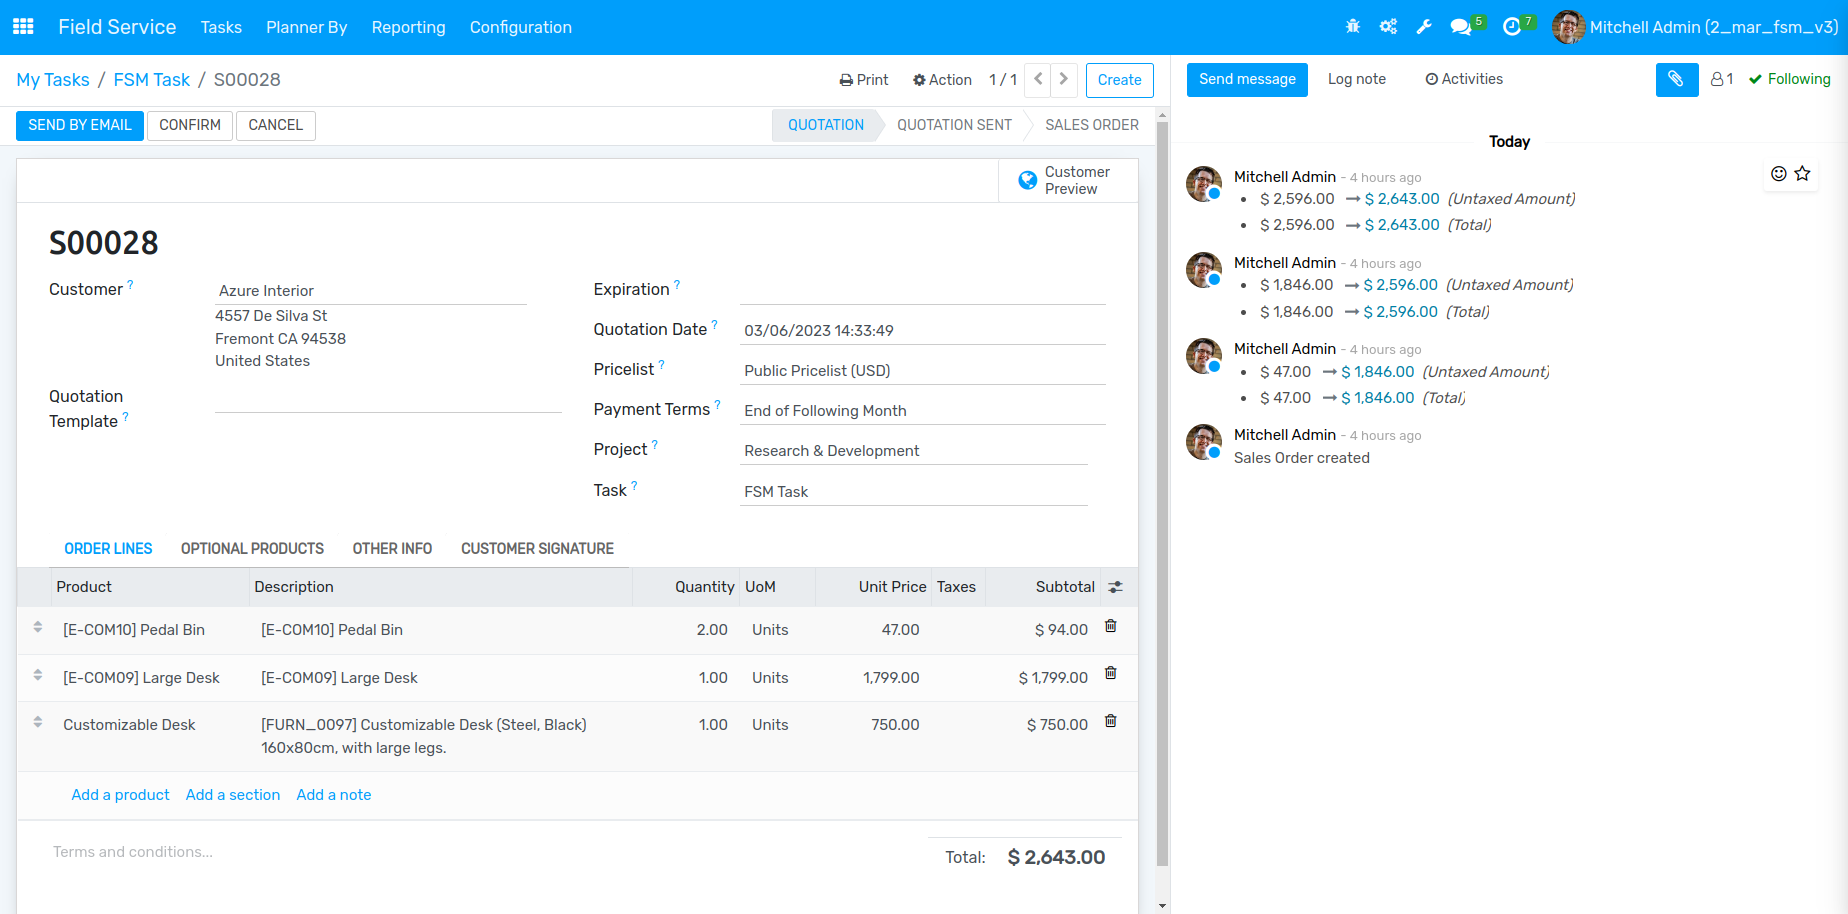 Field Service Tasks Planner By Reporting Configuration 5 7 Mitchell Admin (2_mar_fsm_v3)
My Tasks / FSM Task / S00028 Print Action 1 / 1 Create
SEND BY EMAIL CONFIRM CANCEL QUOTATION QUOTATION SENT SALES ORDER
Customer
Preview
S00028
Customer ?
Azure Interior
4557 De Silva St
Fremont CA 94538
United States
Quotation
Template ?
Expiration ?
Quotation Date ? 03/06/2023 14:33:49
Pricelist ? Public Pricelist (USD)
Payment Terms ? End of Following Month
Project ? Research & Development
Task ? FSM Task
ORDER LINES OPTIONAL PRODUCTS OTHER INFO CUSTOMER SIGNATURE
Product Description Quantity UoM Unit Price Taxes Subtotal
[E-COM10] Pedal Bin [E-COM10] Pedal Bin 2.00 Units 47.00 $ 94.00
[E-COM09] Large Desk [E-COM09] Large Desk 1.00 Units 1,799.00 $ 1,799.00
Customizable Desk [FURN_0097] Customizable Desk (Steel, Black) 1.00 Units 750.00 $ 750.00
160x80cm, with large legs.
Add a product Add a section Add a note
Terms and conditions...
Total: $ 2,643.00
Send message Log note Activities 1 Following
Today
Mitchell Admin - 4 hours ago
• $ 2,596.00 → $ 2,643.00 (Untaxed Amount)
• $ 2,596.00 → $ 2,643.00 (Total)
Mitchell Admin - 4 hours ago
• $ 1,846.00 → $ 2,596.00 (Untaxed Amount)
• $ 1,846.00 → $ 2,596.00 (Total)
Mitchell Admin - 4 hours ago
• $ 47.00 → $ 1,846.00 (Untaxed Amount)
• $ 47.00 → $ 1,846.00 (Total)
Mitchell Admin - 4 hours ago
Sales Order created